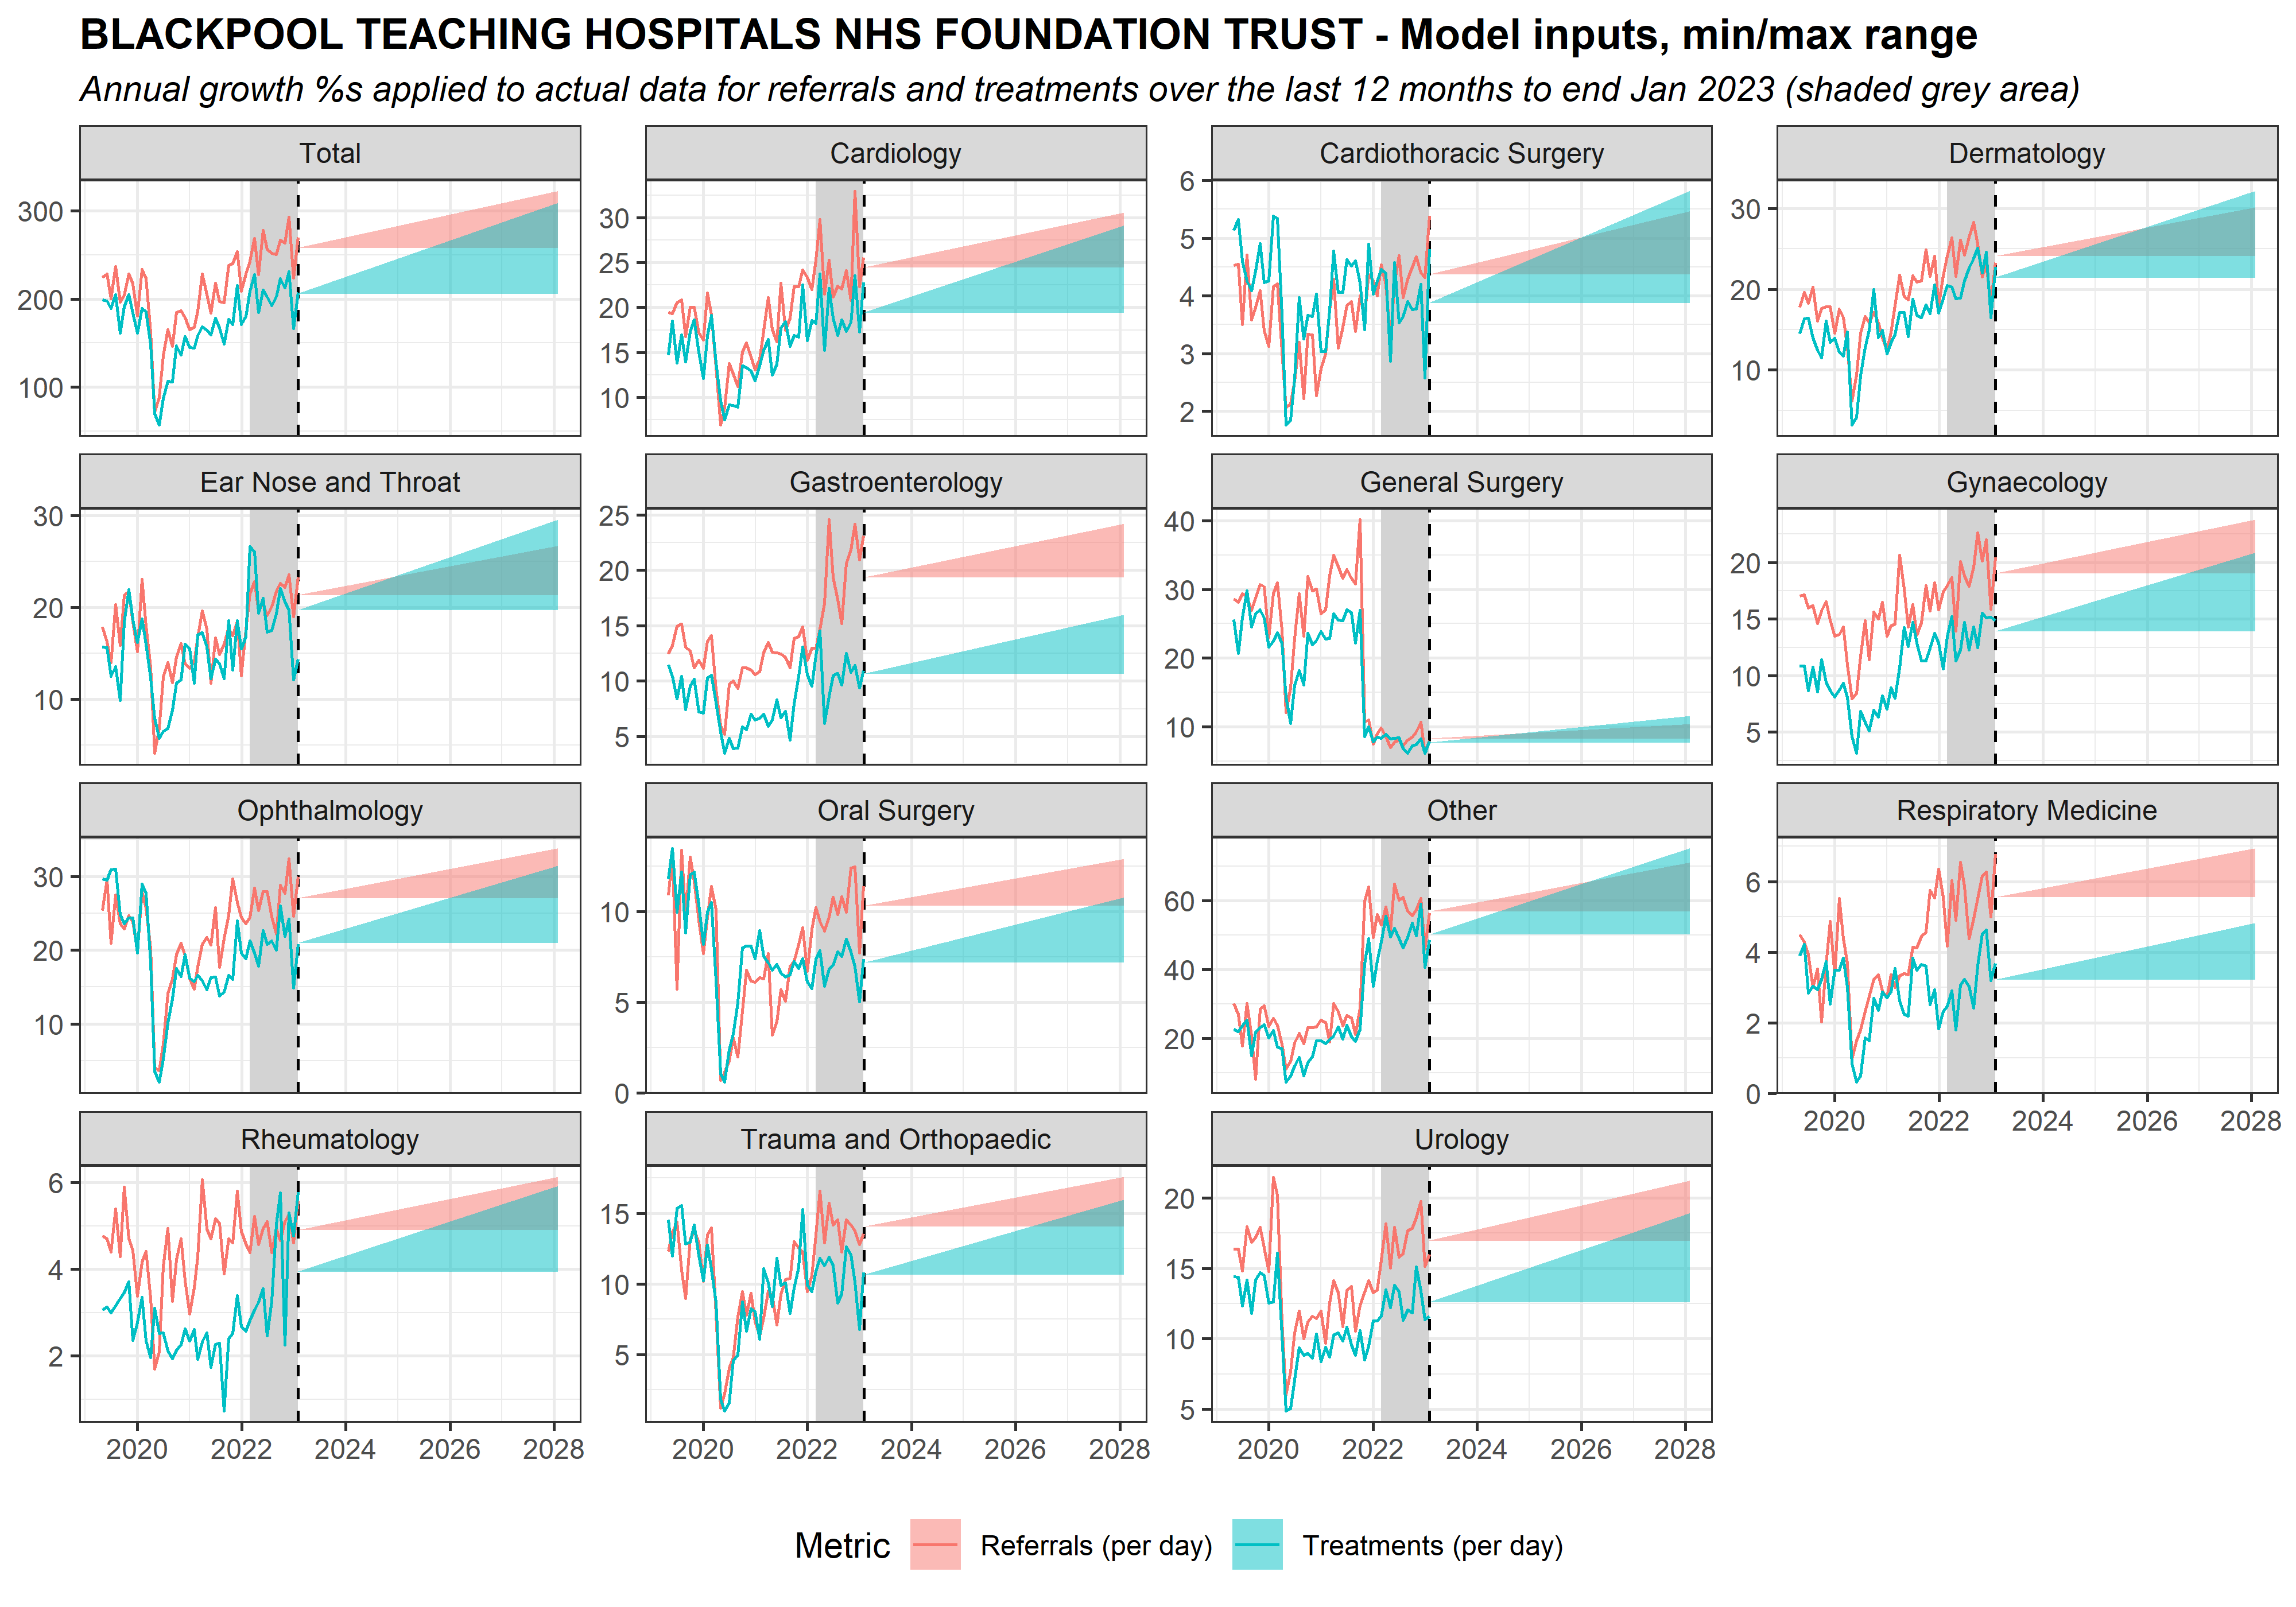 BLACKPOOL TEACHING HOSPITALS NHS FOUNDATION TRUST - Model inputs, min/max range
Annual growth %s applied to actual data for referrals and treatments over the last 12 months to end Jan 2023 (shaded grey area)
Total
300
200
100
Cardiology
30
25
20
15
10
Cardiothoracic Surgery
6
5
4
3
2
Dermatology
30
20
10
Ear Nose and Throat
30
20
10
Gastroenterology
25
20
15
10
5
General Surgery
40
30
20
10
Gynaecology
20
15
10
5
Ophthalmology
30
20
10
Oral Surgery
10
5
0
Other
60
40
20
Respiratory Medicine
6
4
2
0
2020 2022 2024 2026 2028
Rheumatology
6
4
2
2020 2022 2024 2026 2028
Trauma and Orthopaedic
15
10
5
2020 2022 2024 2026 2028
Urology
20
15
10
5
2020 2022 2024 2026 2028
Metric Referrals (per day) Treatments (per day)